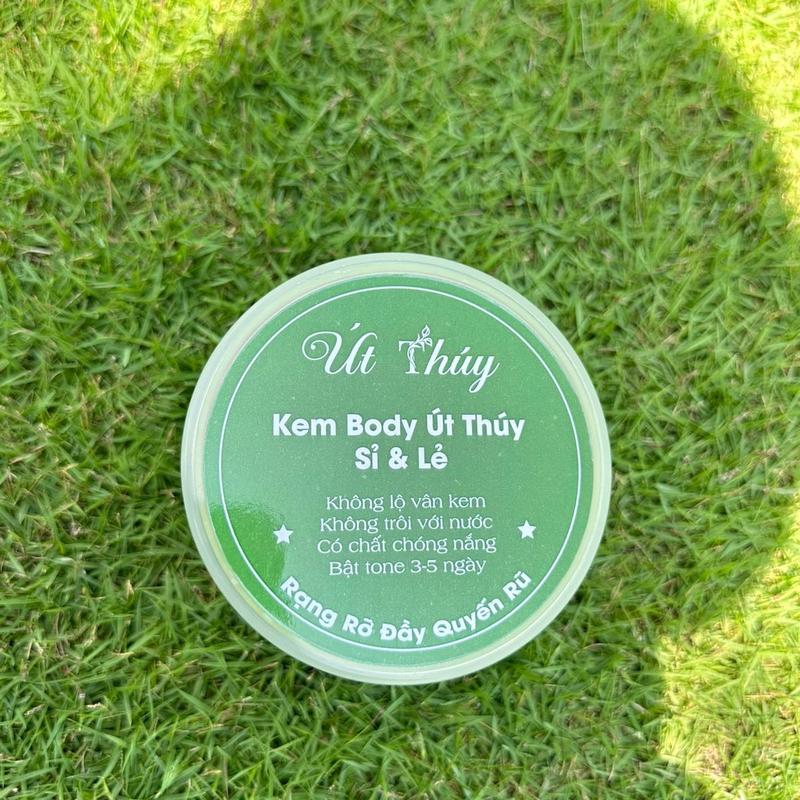 Út Thúy
Kem Body Út Thúy
Sỉ & Lẻ
Không lộ vân kem
Không trôi với nước
Có chất chóng nắng
Bật tone 3-5 ngày
Rạng Rỡ Đầy Quyến Rũ